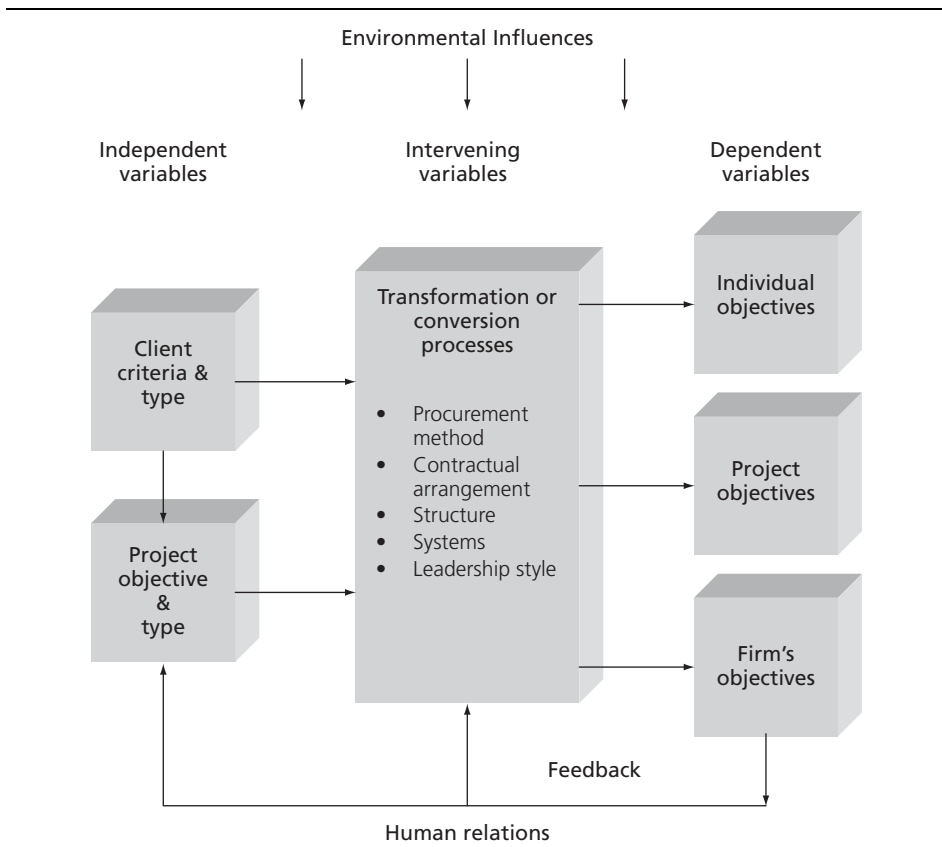 Environmental Influences
Independent
variables
Intervening
variables
Dependent
variables
Client
criteria &
type
Project
objective
&
type
Transformation or
conversion
processes
• Procurement
method
• Contractual
arrangement
• Structure
• Systems
• Leadership style
Individual
objectives
Project
objectives
Firm's
objectives
Feedback
Human relations